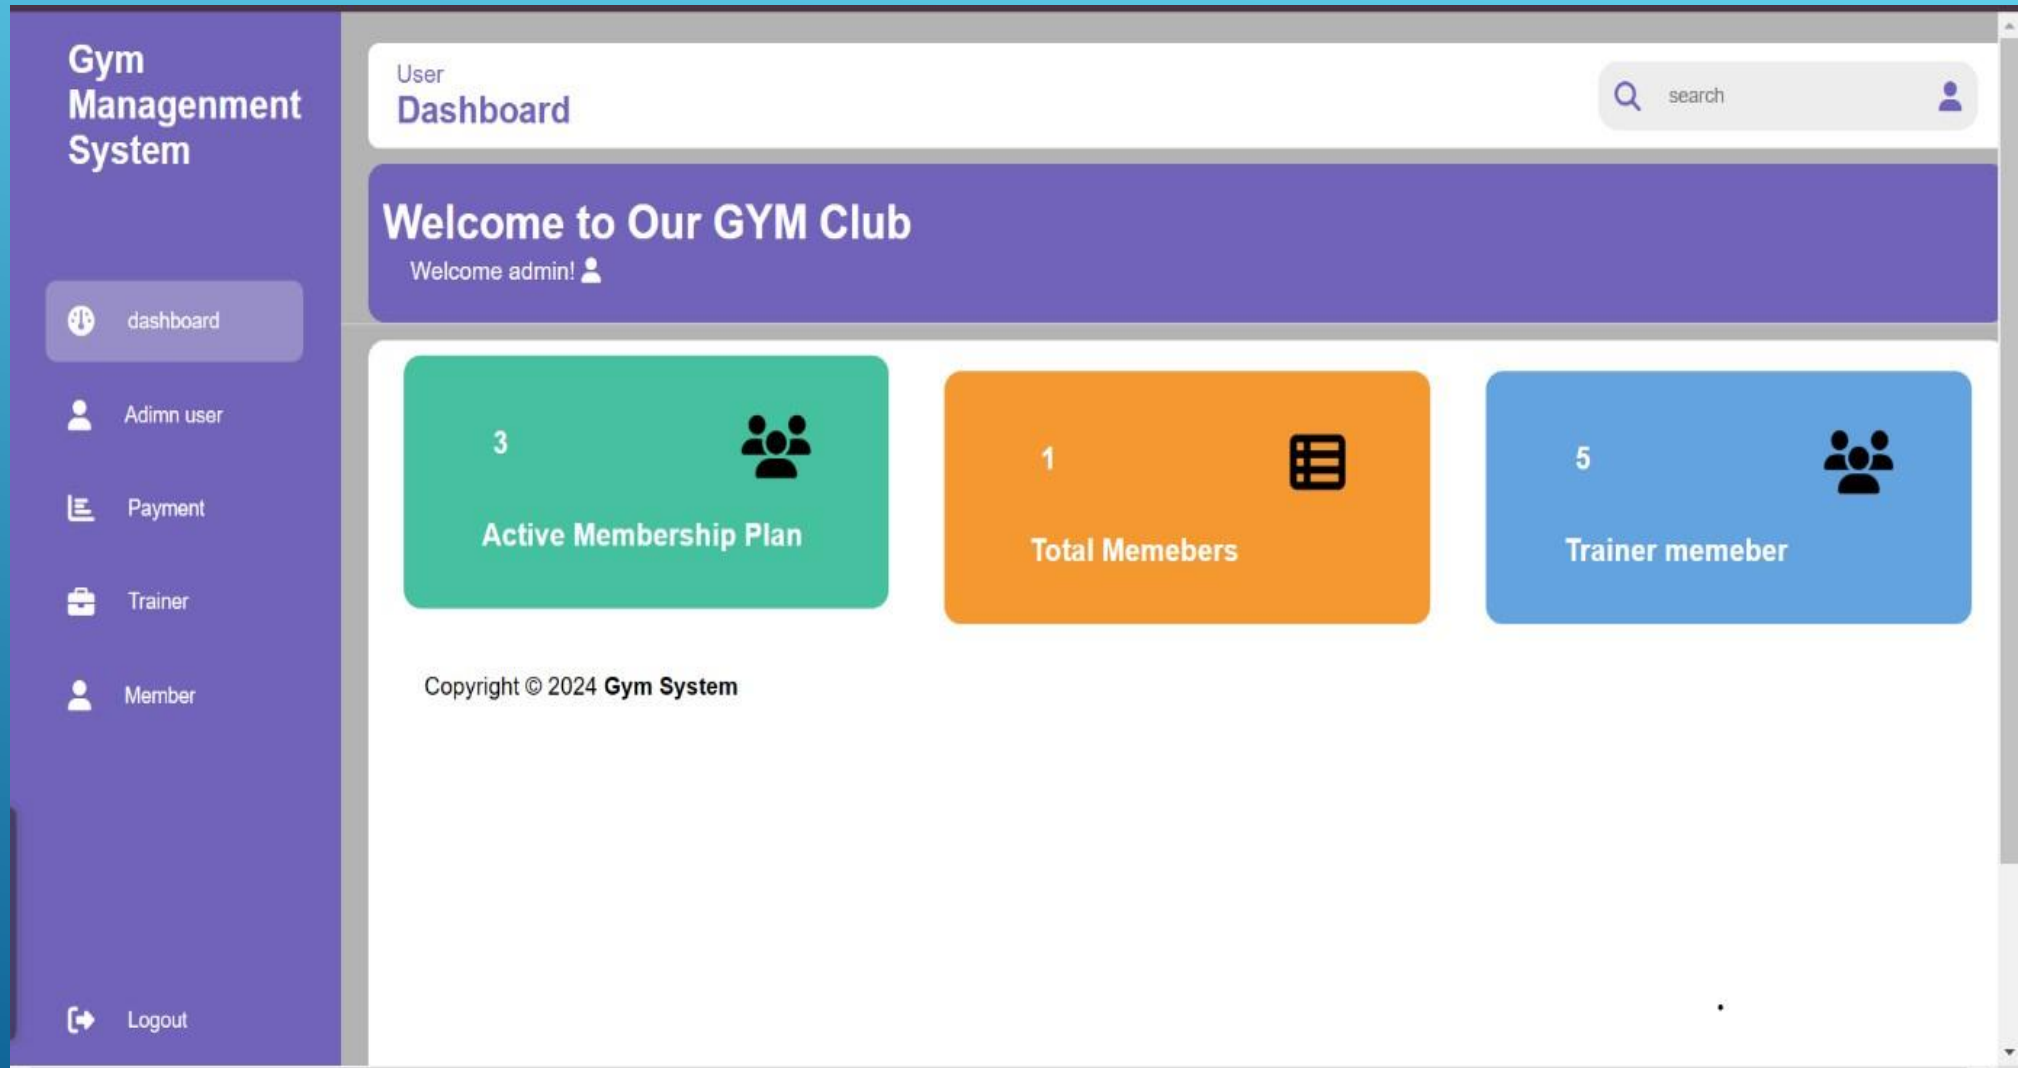 Gym
Managenment
System
dashboard
Adimn user
Payment
Trainer
Member
Logout
User
Dashboard
search
Welcome to Our GYM Club
Welcome admin!
3
Active Membership Plan
1
Total Memebers
5
Trainer memeber
Copyright © 2024 Gym System